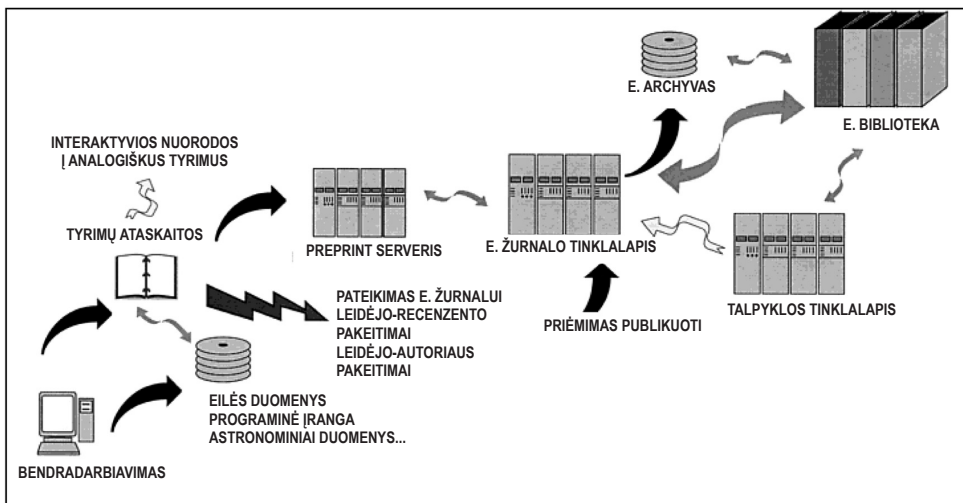 E. ARCHYVAS
E. BIBLIOTEKA
INTERAKTYVIOS NUORODOS
Į ANALOGIŠKUS TYRIMUS
TYRIMŲ ATASKAITOS
PREPRINT SERVERIS
E. ŽURNALO TINKLALAPIS
TALPYKLOS TINKLALAPIS
PRIĖMIMAS PUBLIKUOTI
PATEIKIMAS E. ŽURNALUI
LEIDĖJO-RECENZENTO
PAKEITIMAI
LEIDĖJO-AUTORIAUS
PAKEITIMAI
EILĖS DUOMENYS
PROGRAMINĖ ĮRANGA
ASTRONOMINIAI DUOMENYS...
BENDRADARBIAVIMAS